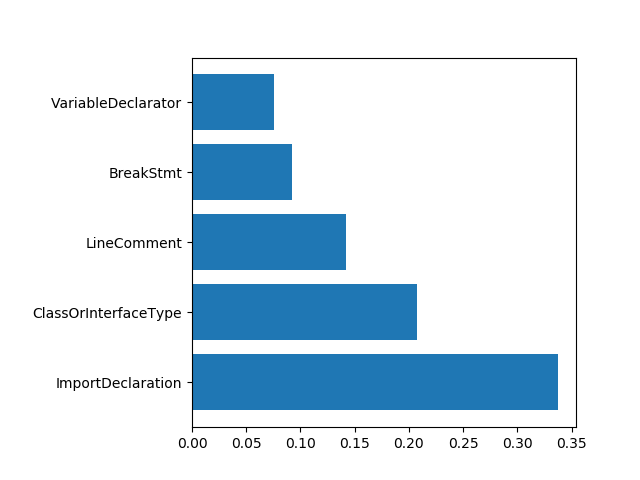 VariableDeclarator
BreakStmt
LineComment
ClassOrInterfaceType
ImportDeclaration
0.00 0.05 0.10 0.15 0.20 0.25 0.30 0.35